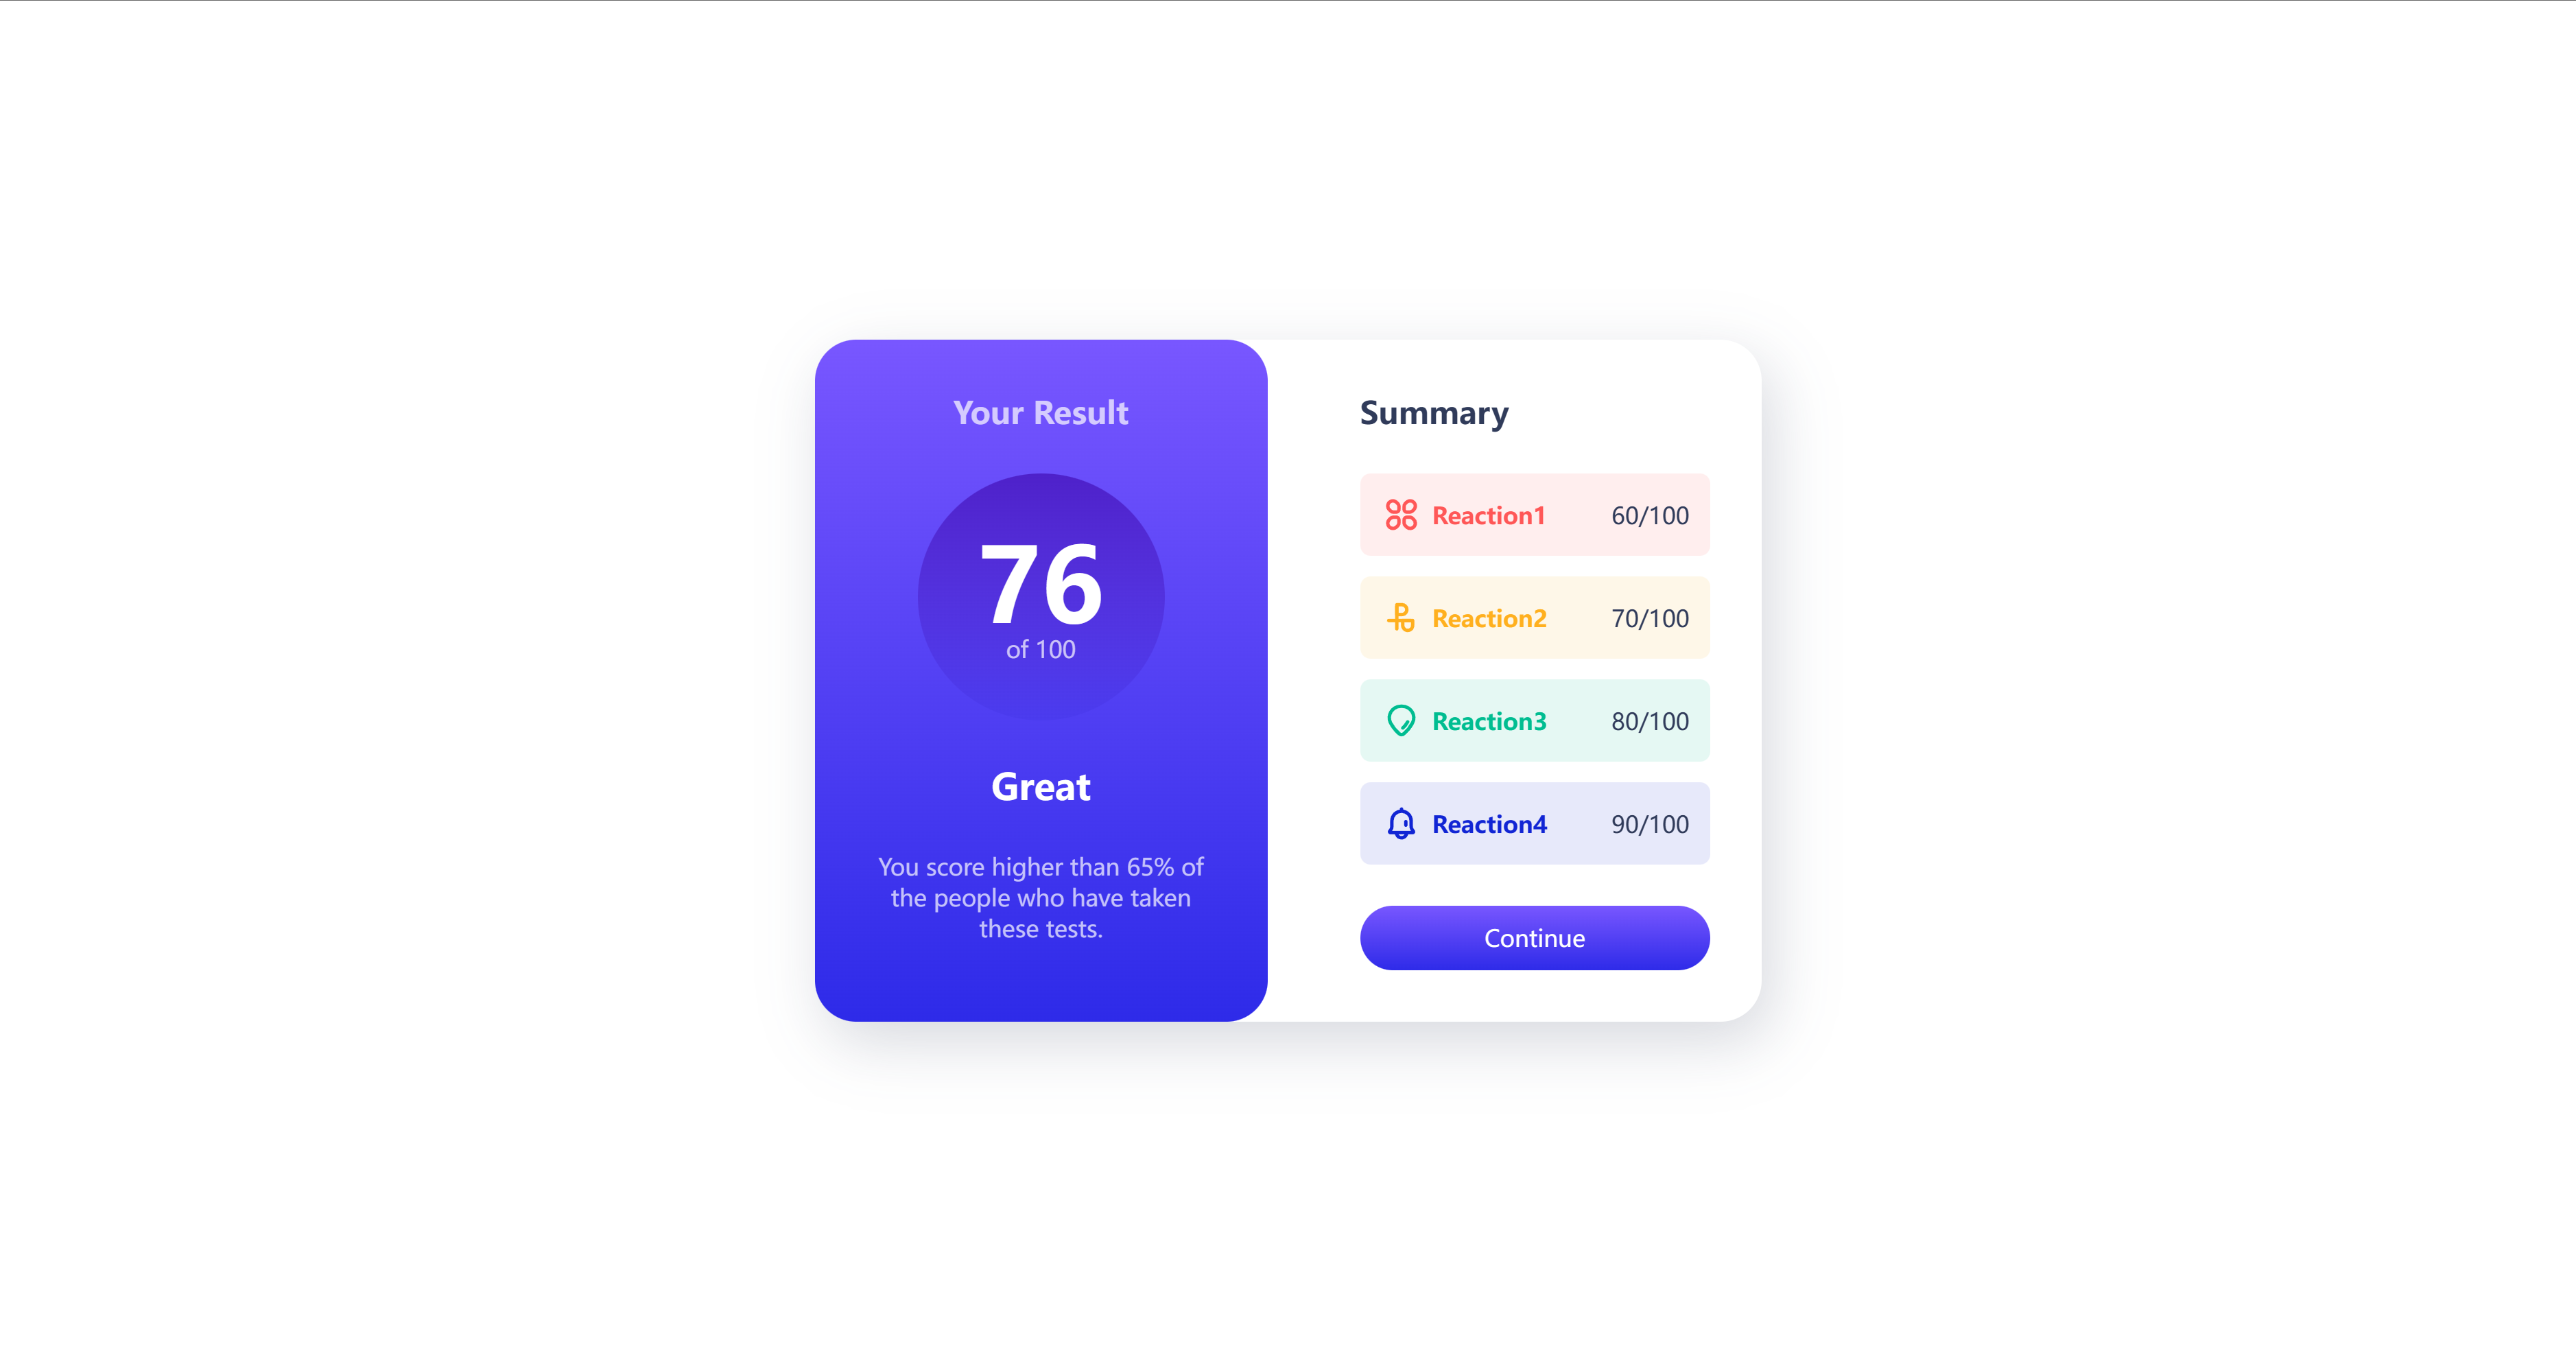 Your Result
76
of 100
Great
You score higher than 65% of
the people who have taken
these tests.
Summary
Reaction1 60/100
Reaction2 70/100
Reaction3 80/100
Reaction4 90/100
Continue